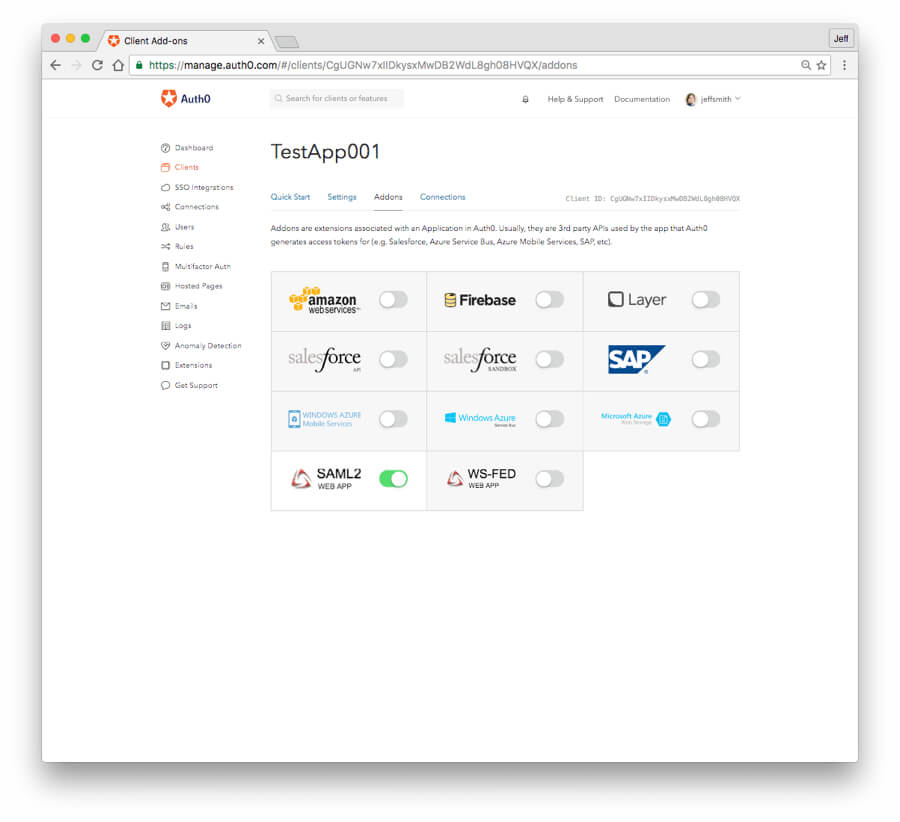 Client Add-ons
Jeff
https://manage.auth0.com/#/clients/CgUGNw7xIIDkysxMwDB2WdL8gh08HVQX/addons
Auth0
Search for clients or features
Help & Support
Documentation
jeffsmith
Dashboard
Clients
SSO Integrations
Connections
Users
Rules
Multifactor Auth
Hosted Pages
Emails
Logs
Anomaly Detection
Extensions
Get Support
TestApp001
Quick Start
Settings
Addons
Connections
Client ID: CgUGNw7xIIDkysxMwDB2WdL8gh08HVQX
Addons are extensions associated with an Application in Auth0. Usually, they are 3rd party APIs used by the app that Auth0
generates access tokens for (e.g. Salesforce, Azure Service Bus, Azure Mobile Services, SAP, etc).
amazon
web services
Firebase
Layer
salesforce
API
salesforce
SANDBOX
SAP
WINDOWS AZURE
Mobile Services
Windows Azure
Service Bus
Microsoft Azure
Blob Storage
SAML2
WEB APP
WS-FED
WEB APP